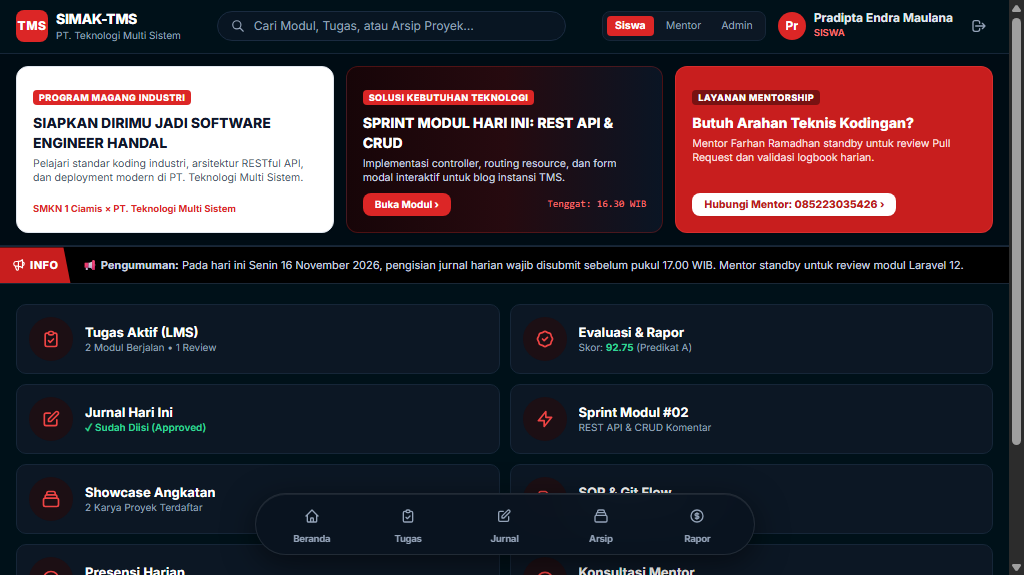 TMS
SIMAK-TMS
PT. Teknologi Multi Sistem
Cari Modul, Tugas, atau Arsip Proyek...
Siswa
Mentor
Admin
Pr
Pradipta Endra Maulana
SISWA
PROGRAM MAGANG INDUSTRI
SIAPKAN DIRIMU JADI SOFTWARE
ENGINEER HANDAL
Pelajari standar koding industri, arsitektur RESTful API,
dan deployment modern di PT. Teknologi Multi Sistem.
SMKN 1 Ciamis × PT. Teknologi Multi Sistem
SOLUSI KEBUTUHAN TEKNOLOGI
SPRINT MODUL HARI INI: REST API &
CRUD
Implementasi controller, routing resource, dan form
modal interaktif untuk blog instansi TMS.
Buka Modul ›
Tenggat: 16.30 WIB
LAYANAN MENTORSHIP
Butuh Arahan Teknis Kodingan?
Mentor Farhan Ramadhan standby untuk review Pull
Request dan validasi logbook harian.
Hubungi Mentor: 085223035426 ›
INFO
Pengumuman: Pada hari ini Senin 16 November 2026, pengisian jurnal harian wajib disubmit sebelum pukul 17.00 WIB. Mentor standby untuk review modul Laravel 12.
Tugas Aktif (LMS)
2 Modul Berjalan • 1 Review
Evaluasi & Rapor
Skor: 92.75 (Predikat A)
Jurnal Hari Ini
✓ Sudah Diisi (Approved)
Sprint Modul #02
REST API & CRUD Komentar
Showcase Angkatan
2 Karya Proyek Terdaftar
SOP & Git Flow
Beranda
Tugas
Jurnal
Arsip
Rapor
Presensi Harian
Konsultasi Mentor